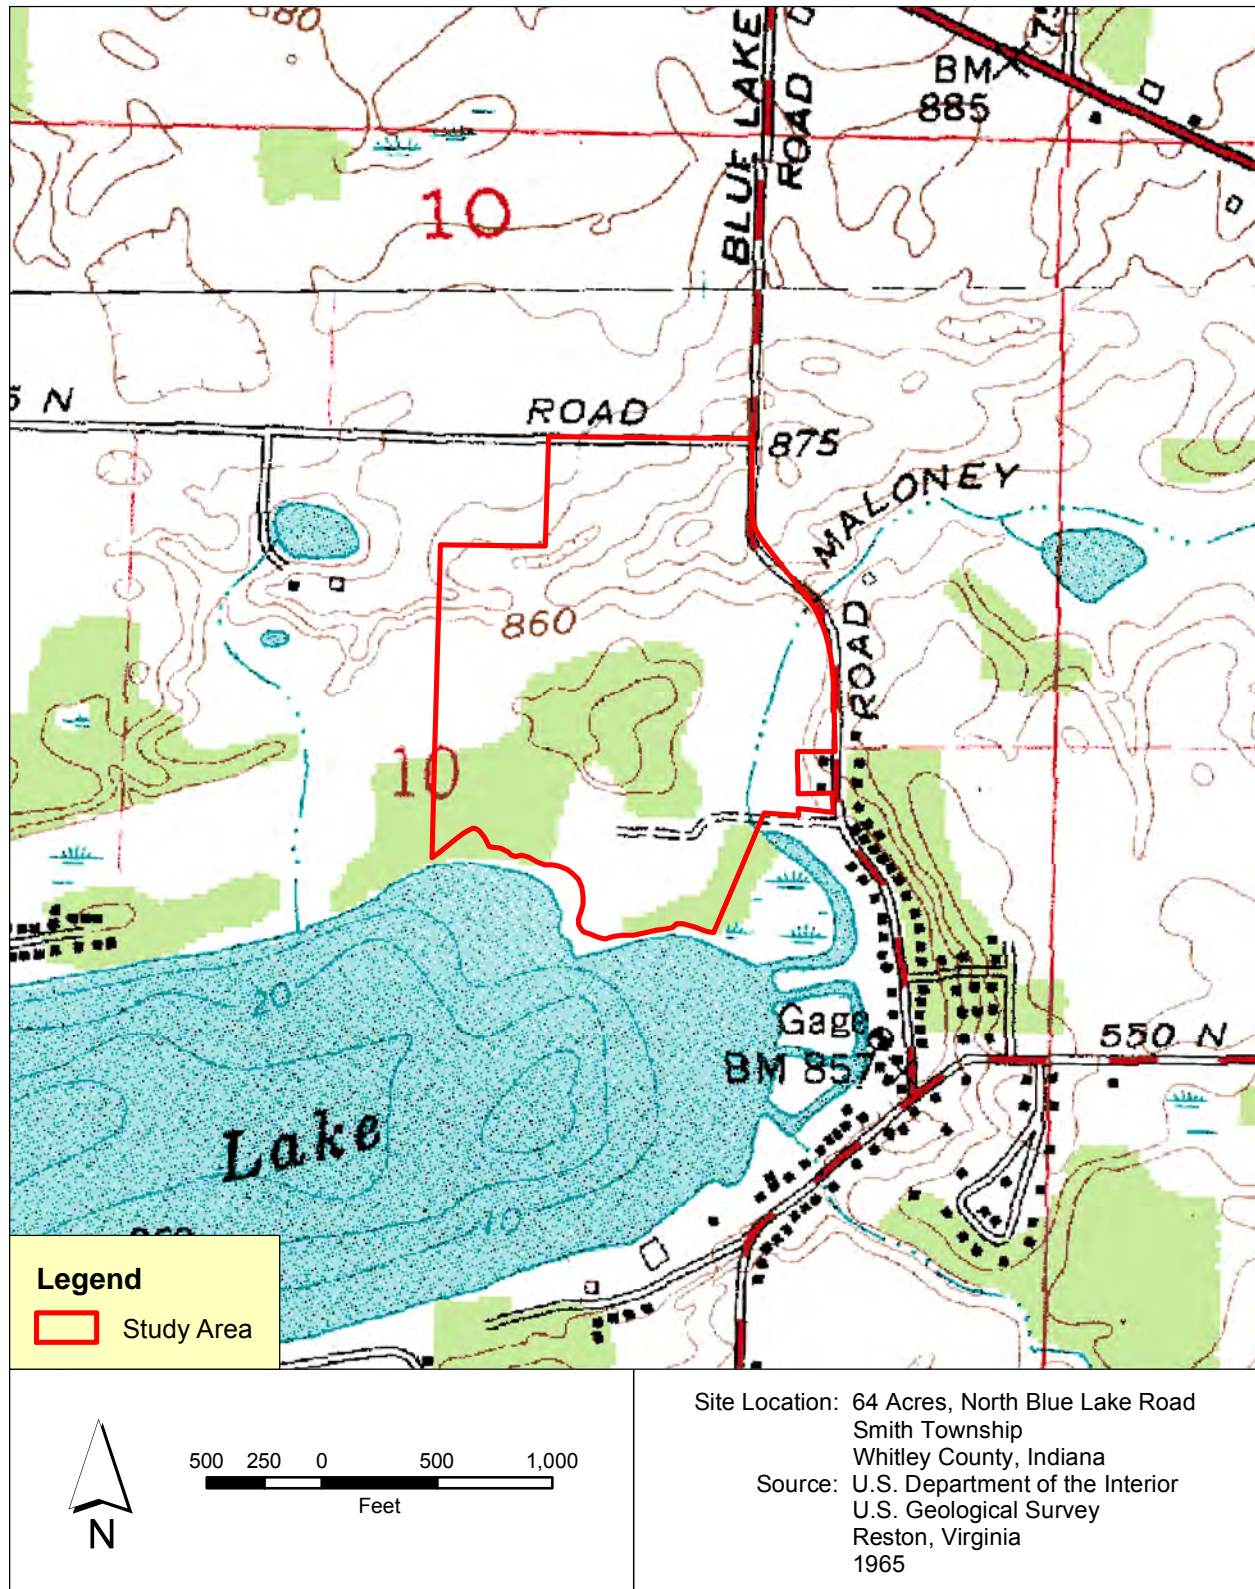 880
BLUE LAKE
ROAD
BM
885
10
5 N
ROAD
875
MALONEY
ROAD
860
10
20
Gage
BM 857
550 N
Lake
10
Legend
Study Area
N
500 250 0 500 1,000
Feet
Site Location: 64 Acres, North Blue Lake Road
Smith Township
Whitley County, Indiana
Source: U.S. Department of the Interior
U.S. Geological Survey
Reston, Virginia
1965